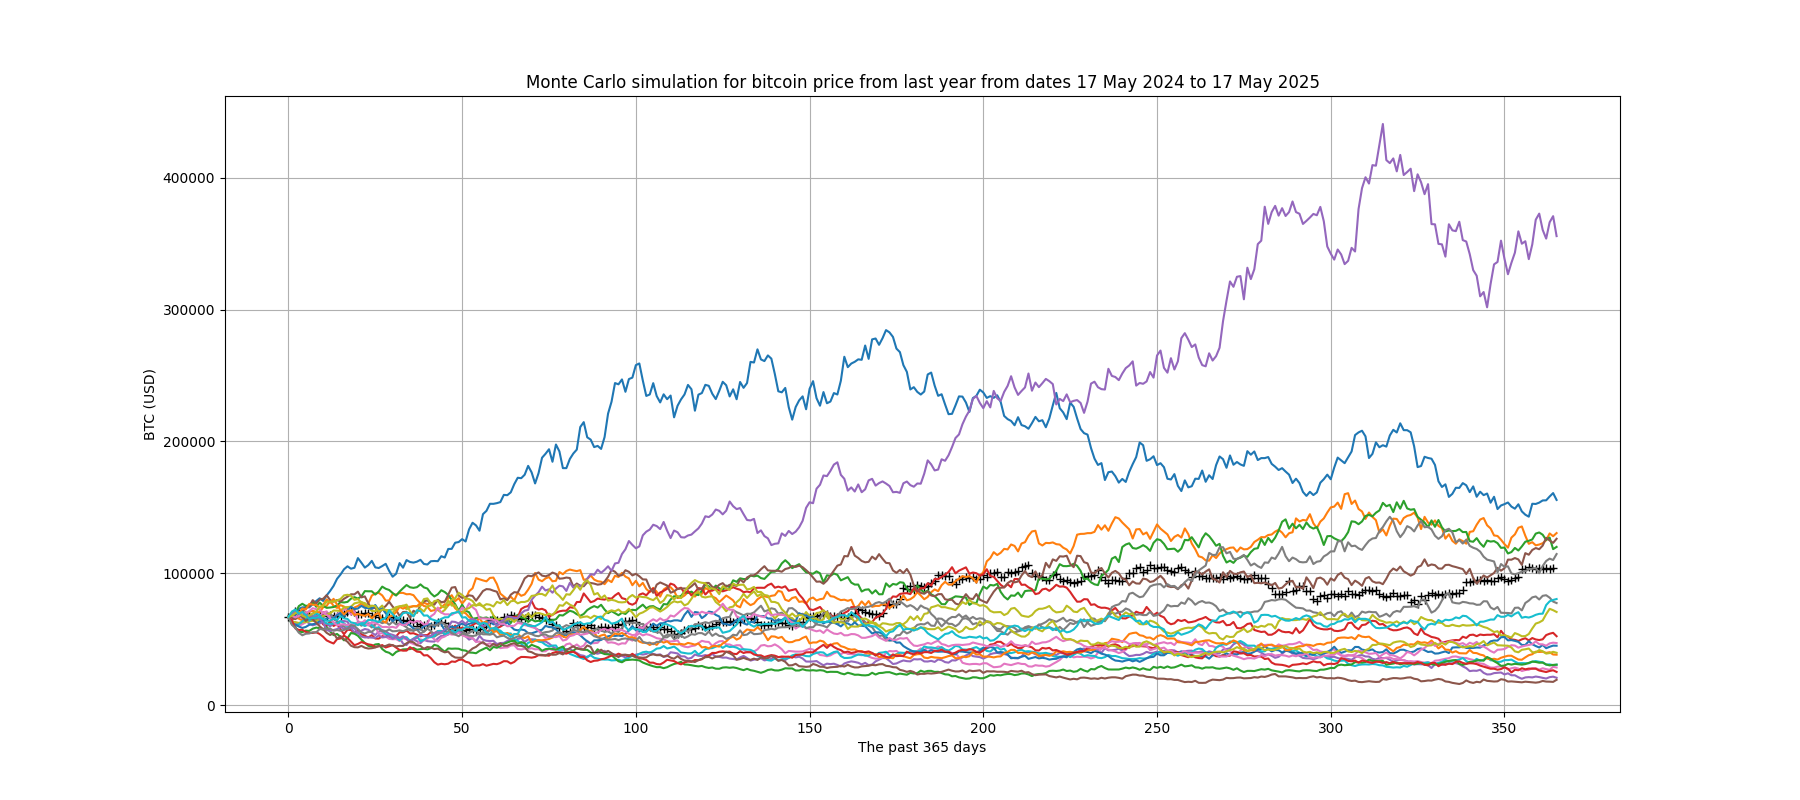 Monte Carlo simulation for bitcoin price from last year from dates 17 May 2024 to 17 May 2025
400000
300000
200000
100000
0
BTC (USD)
0 50 100 150 200 250 300 350
The past 365 days